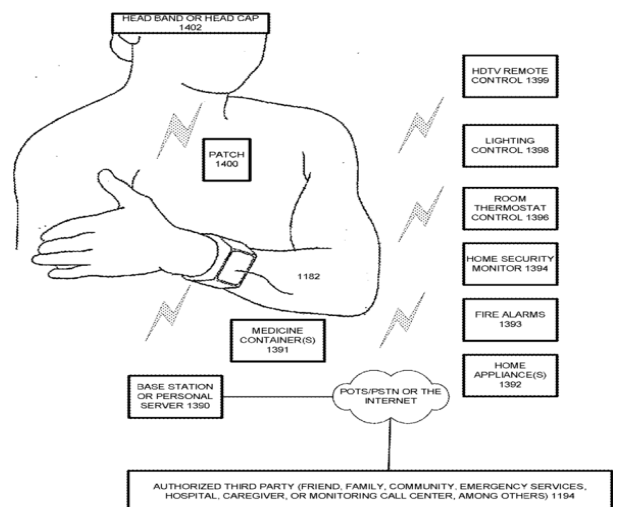 HEAD BAND OR HEAD CAP
1402
HDTV REMOTE
CONTROL 1399
LIGHTING
CONTROL 1398
PATCH
1400
ROOM
THERMOSTAT
CONTROL 1396
HOME SECURITY
MONITOR 1394
1182
FIRE ALARMS
1393
MEDICINE
CONTAINER(S)
1391
HOME
APPLIANCE(S)
1392
BASE STATION
OR PERSONAL
SERVER 1390
POTS/PSTN OR THE
INTERNET
AUTHORIZED THIRD PARTY (FRIEND, FAMILY, COMMUNITY, EMERGENCY SERVICES,
HOSPITAL, CAREGIVER, OR MONITORING CALL CENTER, AMONG OTHERS) 1194